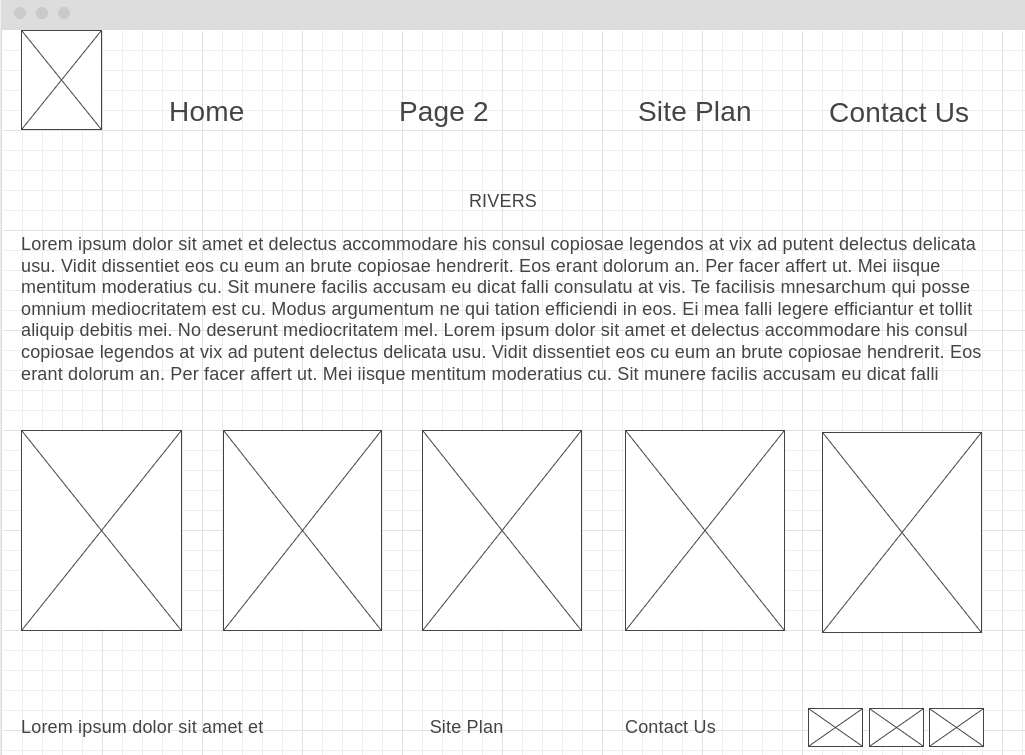 Home Page 2 Site Plan Contact Us
RIVERS
Lorem ipsum dolor sit amet et delectus accommodare his consul copiosae legendos at vix ad putent delectus delicata
usu. Vidit dissentiet eos cu eum an brute copiosae hendrerit. Eos erant dolorum an. Per facer affert ut. Mei iisque
mentitum moderatius cu. Sit munere facilis accusam eu dicat falli consulatu at vis. Te facilisis mnesarchum qui posse
omnium mediocritatem est cu. Modus argumentum ne qui tation efficiendi in eos. Ei mea falli legere efficiantur et tollit
aliquip debitis mei. No deserunt mediocritatem mel. Lorem ipsum dolor sit amet et delectus accommodare his consul
copiosae legendos at vix ad putent delectus delicata usu. Vidit dissentiet eos cu eum an brute copiosae hendrerit. Eos
erant dolorum an. Per facer affert ut. Mei iisque mentitum moderatius cu. Sit munere facilis accusam eu dicat falli
Lorem ipsum dolor sit amet et Site Plan Contact Us